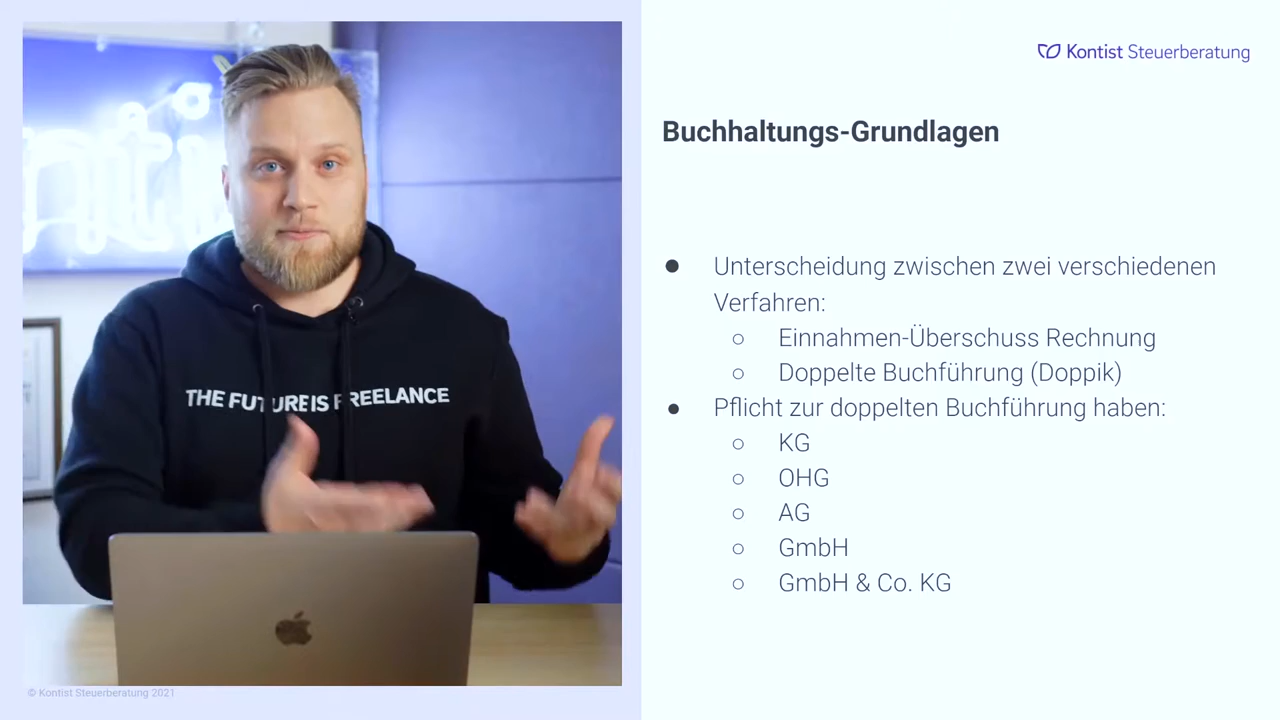 Kontist Steuerberatung
Buchhaltungs-Grundlagen
● Unterscheidung zwischen zwei verschiedenen
Verfahren:
○ Einnahmen-Überschuss Rechnung
○ Doppelte Buchführung (Doppik)
● Pflicht zur doppelten Buchführung haben:
○ KG
○ OHG
○ AG
○ GmbH
○ GmbH & Co. KG
THE FUTURE IS FREELANCE
© Kontist Steuerberatung 2021